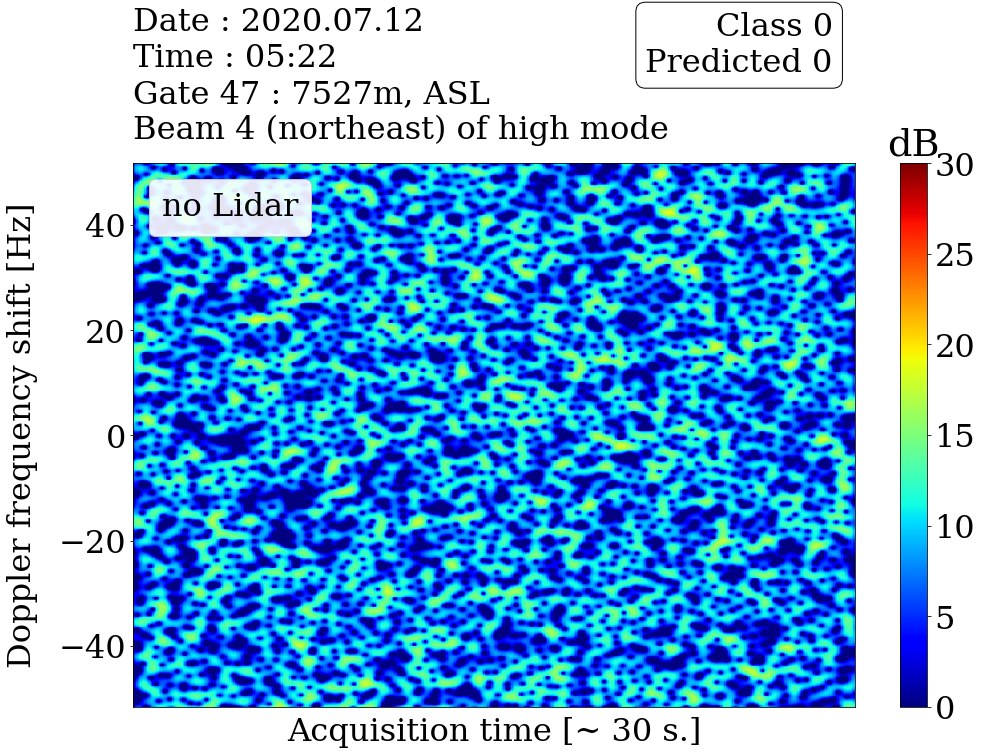 Date : 2020.07.12
Time : 05:22
Gate 47 : 7527m, ASL
Beam 4 (northeast) of high mode
Class 0
Predicted 0
dB
no Lidar
Doppler frequency shift [Hz]
40
20
0
−20
−40
Acquisition time [~ 30 s.]
30
25
20
15
10
5
0